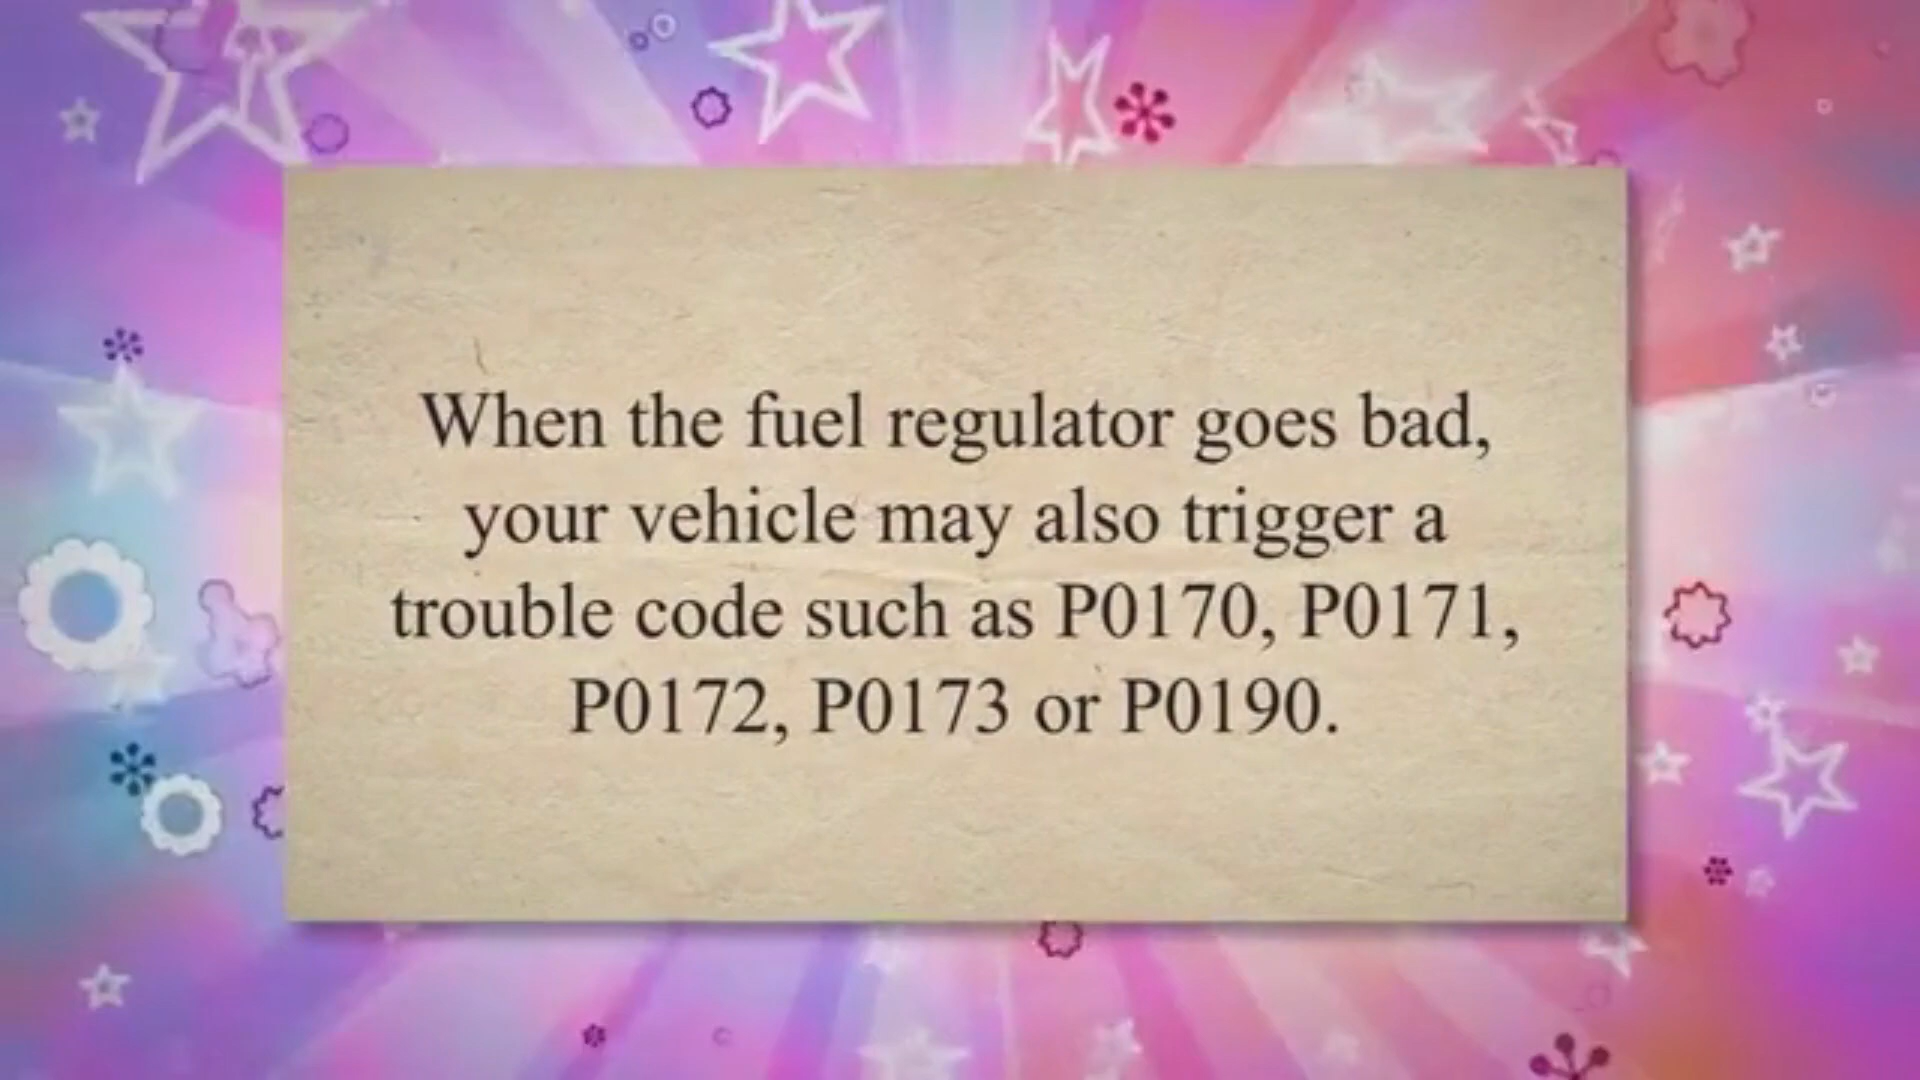 When the fuel regulator goes bad,
your vehicle may also trigger a
trouble code such as P0170, P0171,
P0172, P0173 or P0190.